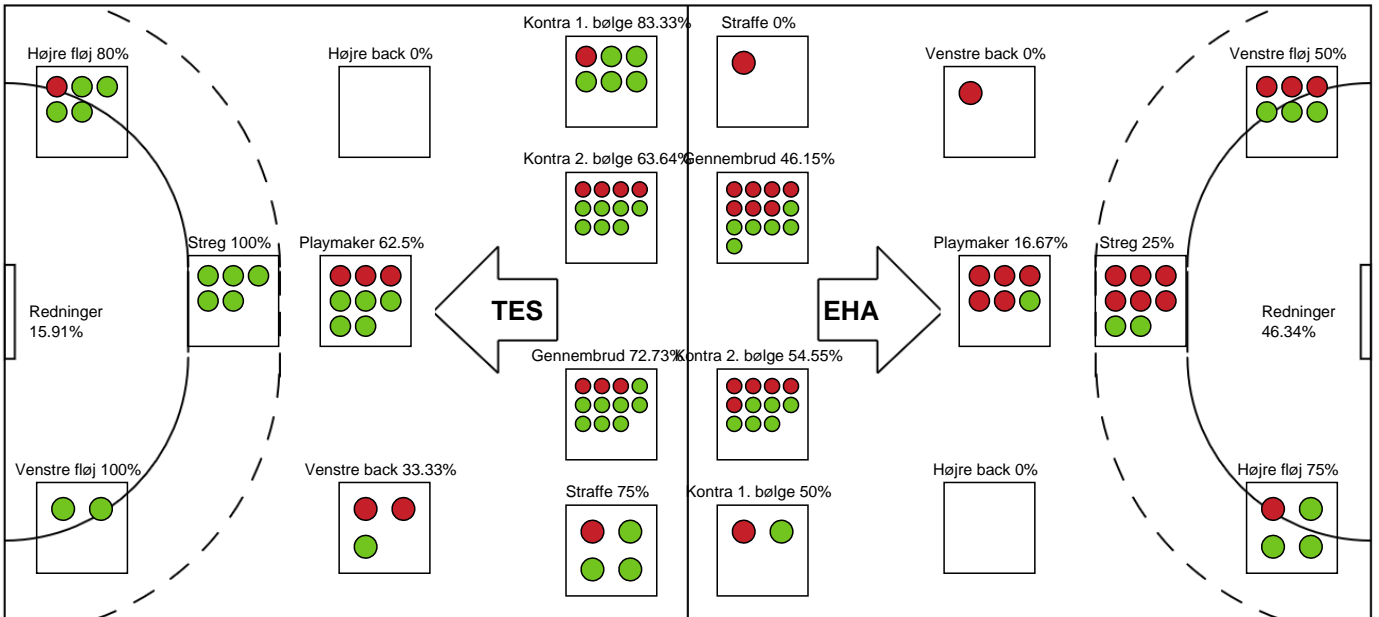 Kontra 1. bølge 83.33%
Straffe 0%
Højre fløj 80%
Højre back 0%
Venstre back 0%
Venstre fløj 50%
Kontra 2. bølge 63.64%
Gennembrud 46.15%
Streg 100%
Playmaker 62.5%
Playmaker 16.67%
Streg 25%
TES
EHA
Redninger
15.91%
Redninger
46.34%
Gennembrud 72.73%
Kontra 2. bølge 54.55%
Venstre fløj 100%
Venstre back 33.33%
Højre back 0%
Højre fløj 75%
Straffe 75%
Kontra 1. bølge 50%